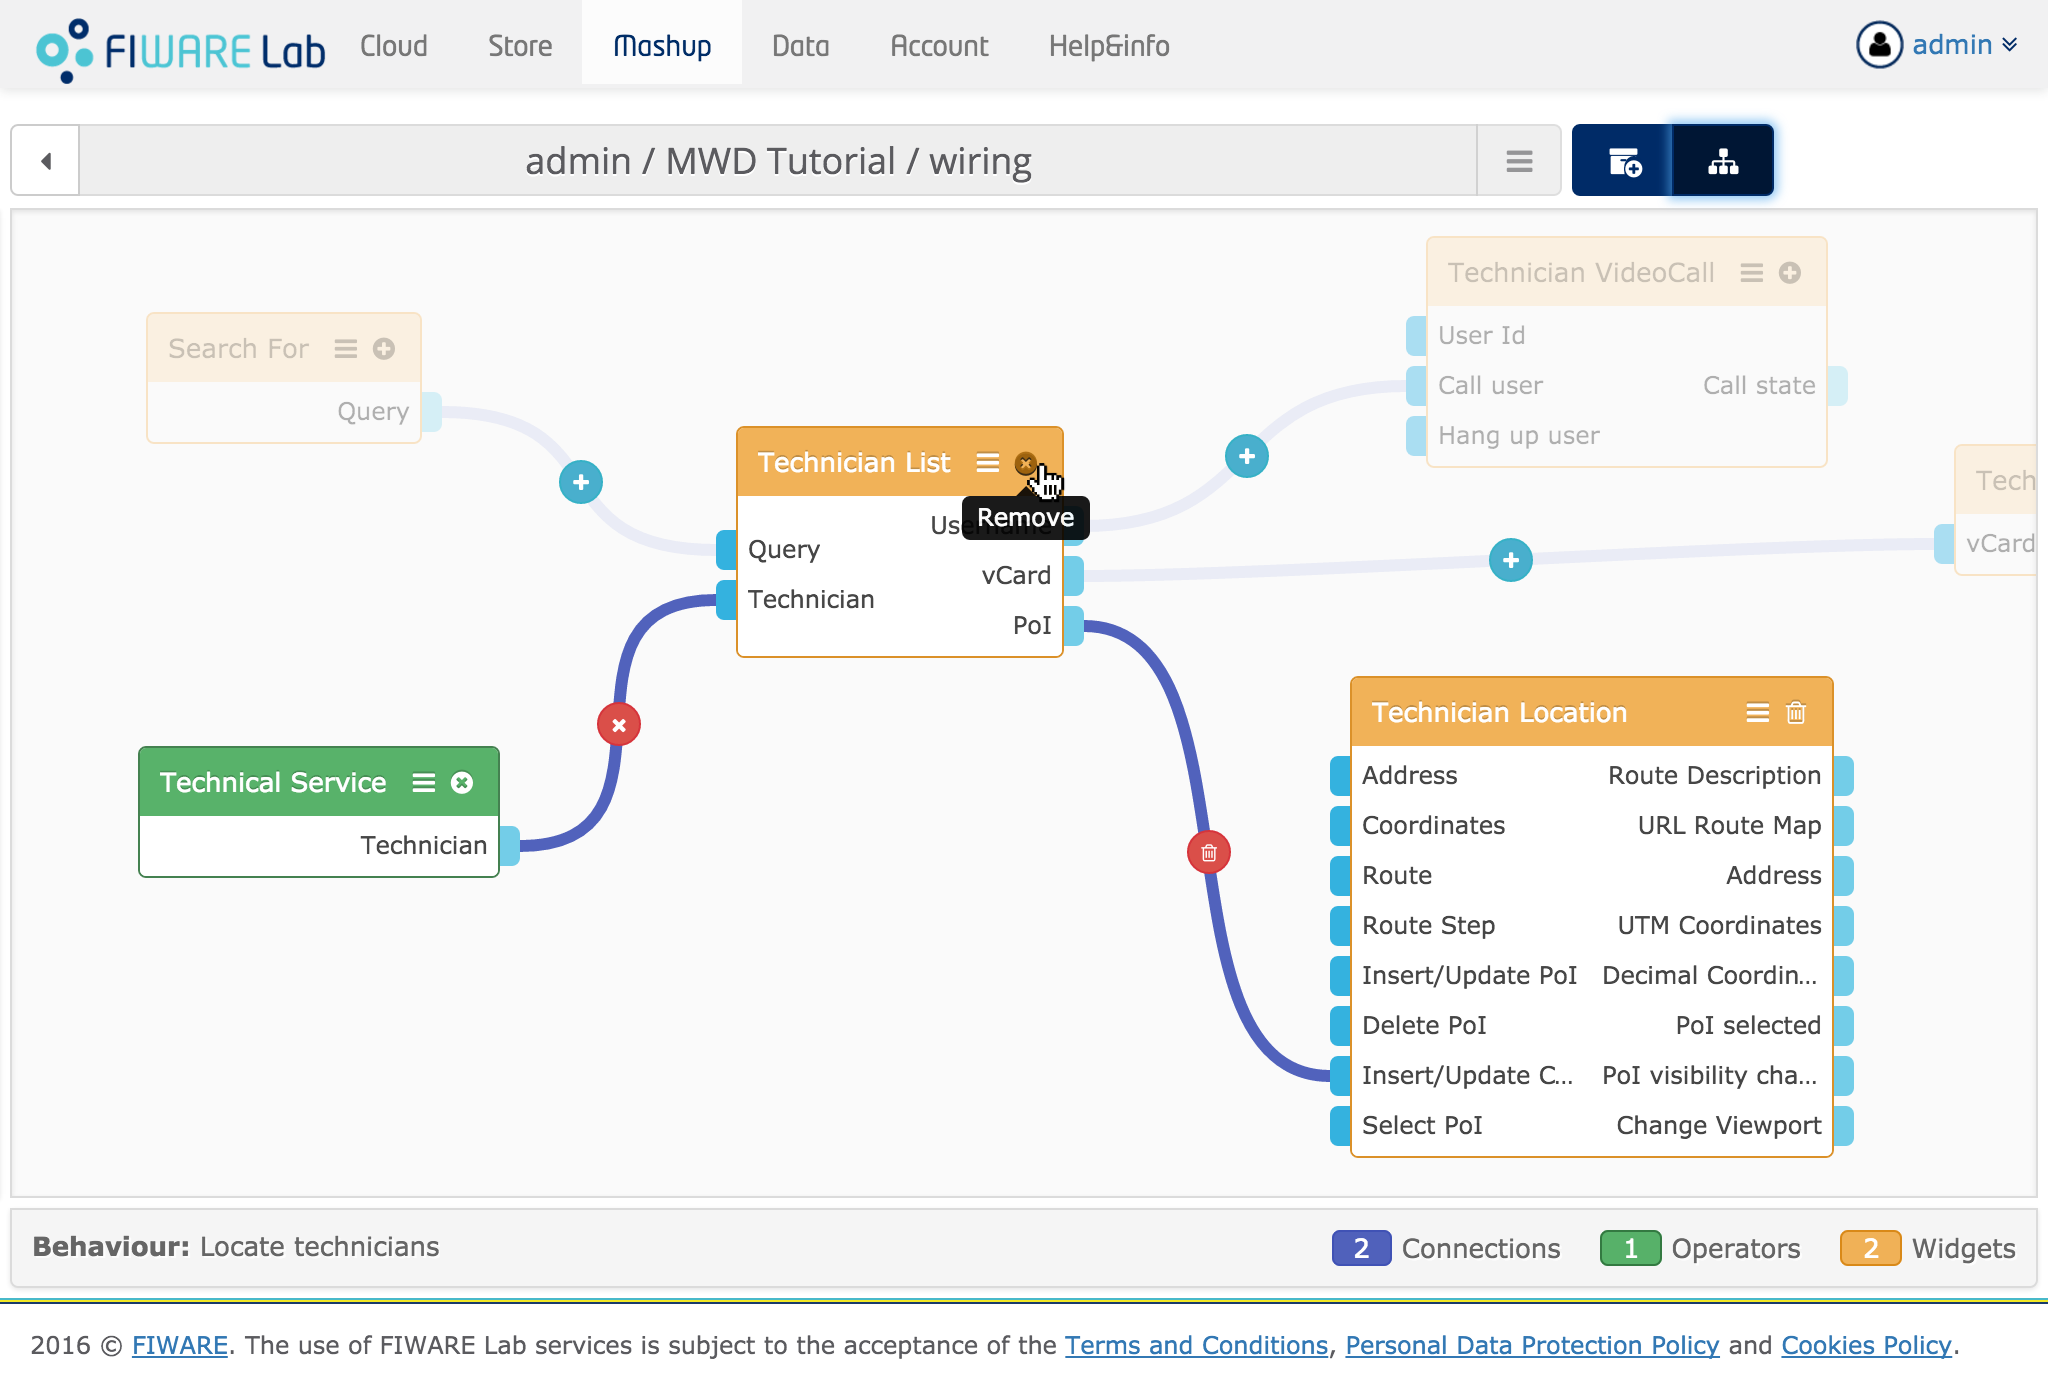 FIWARE Lab
Cloud
Store
Mashup
Data
Account
Help&info
admin
admin / MWD Tutorial / wiring
Technician VideoCall
User Id
Call user
Call state
Hang up user
Search For
Query
Technician List
Remove
Query
vCard
Technician
PoI
Tech
vCard
Technical Service
Technician
Technician Location
Address
Route Description
Coordinates
URL Route Map
Route
Address
Route Step
UTM Coordinates
Insert/Update PoI
Decimal Coordin...
Delete PoI
PoI selected
Insert/Update C...
PoI visibility cha...
Select PoI
Change Viewport
Behaviour: Locate technicians
2 Connections
1 Operators
2 Widgets
2016 © FIWARE. The use of FIWARE Lab services is subject to the acceptance of the Terms and Conditions, Personal Data Protection Policy and Cookies Policy.